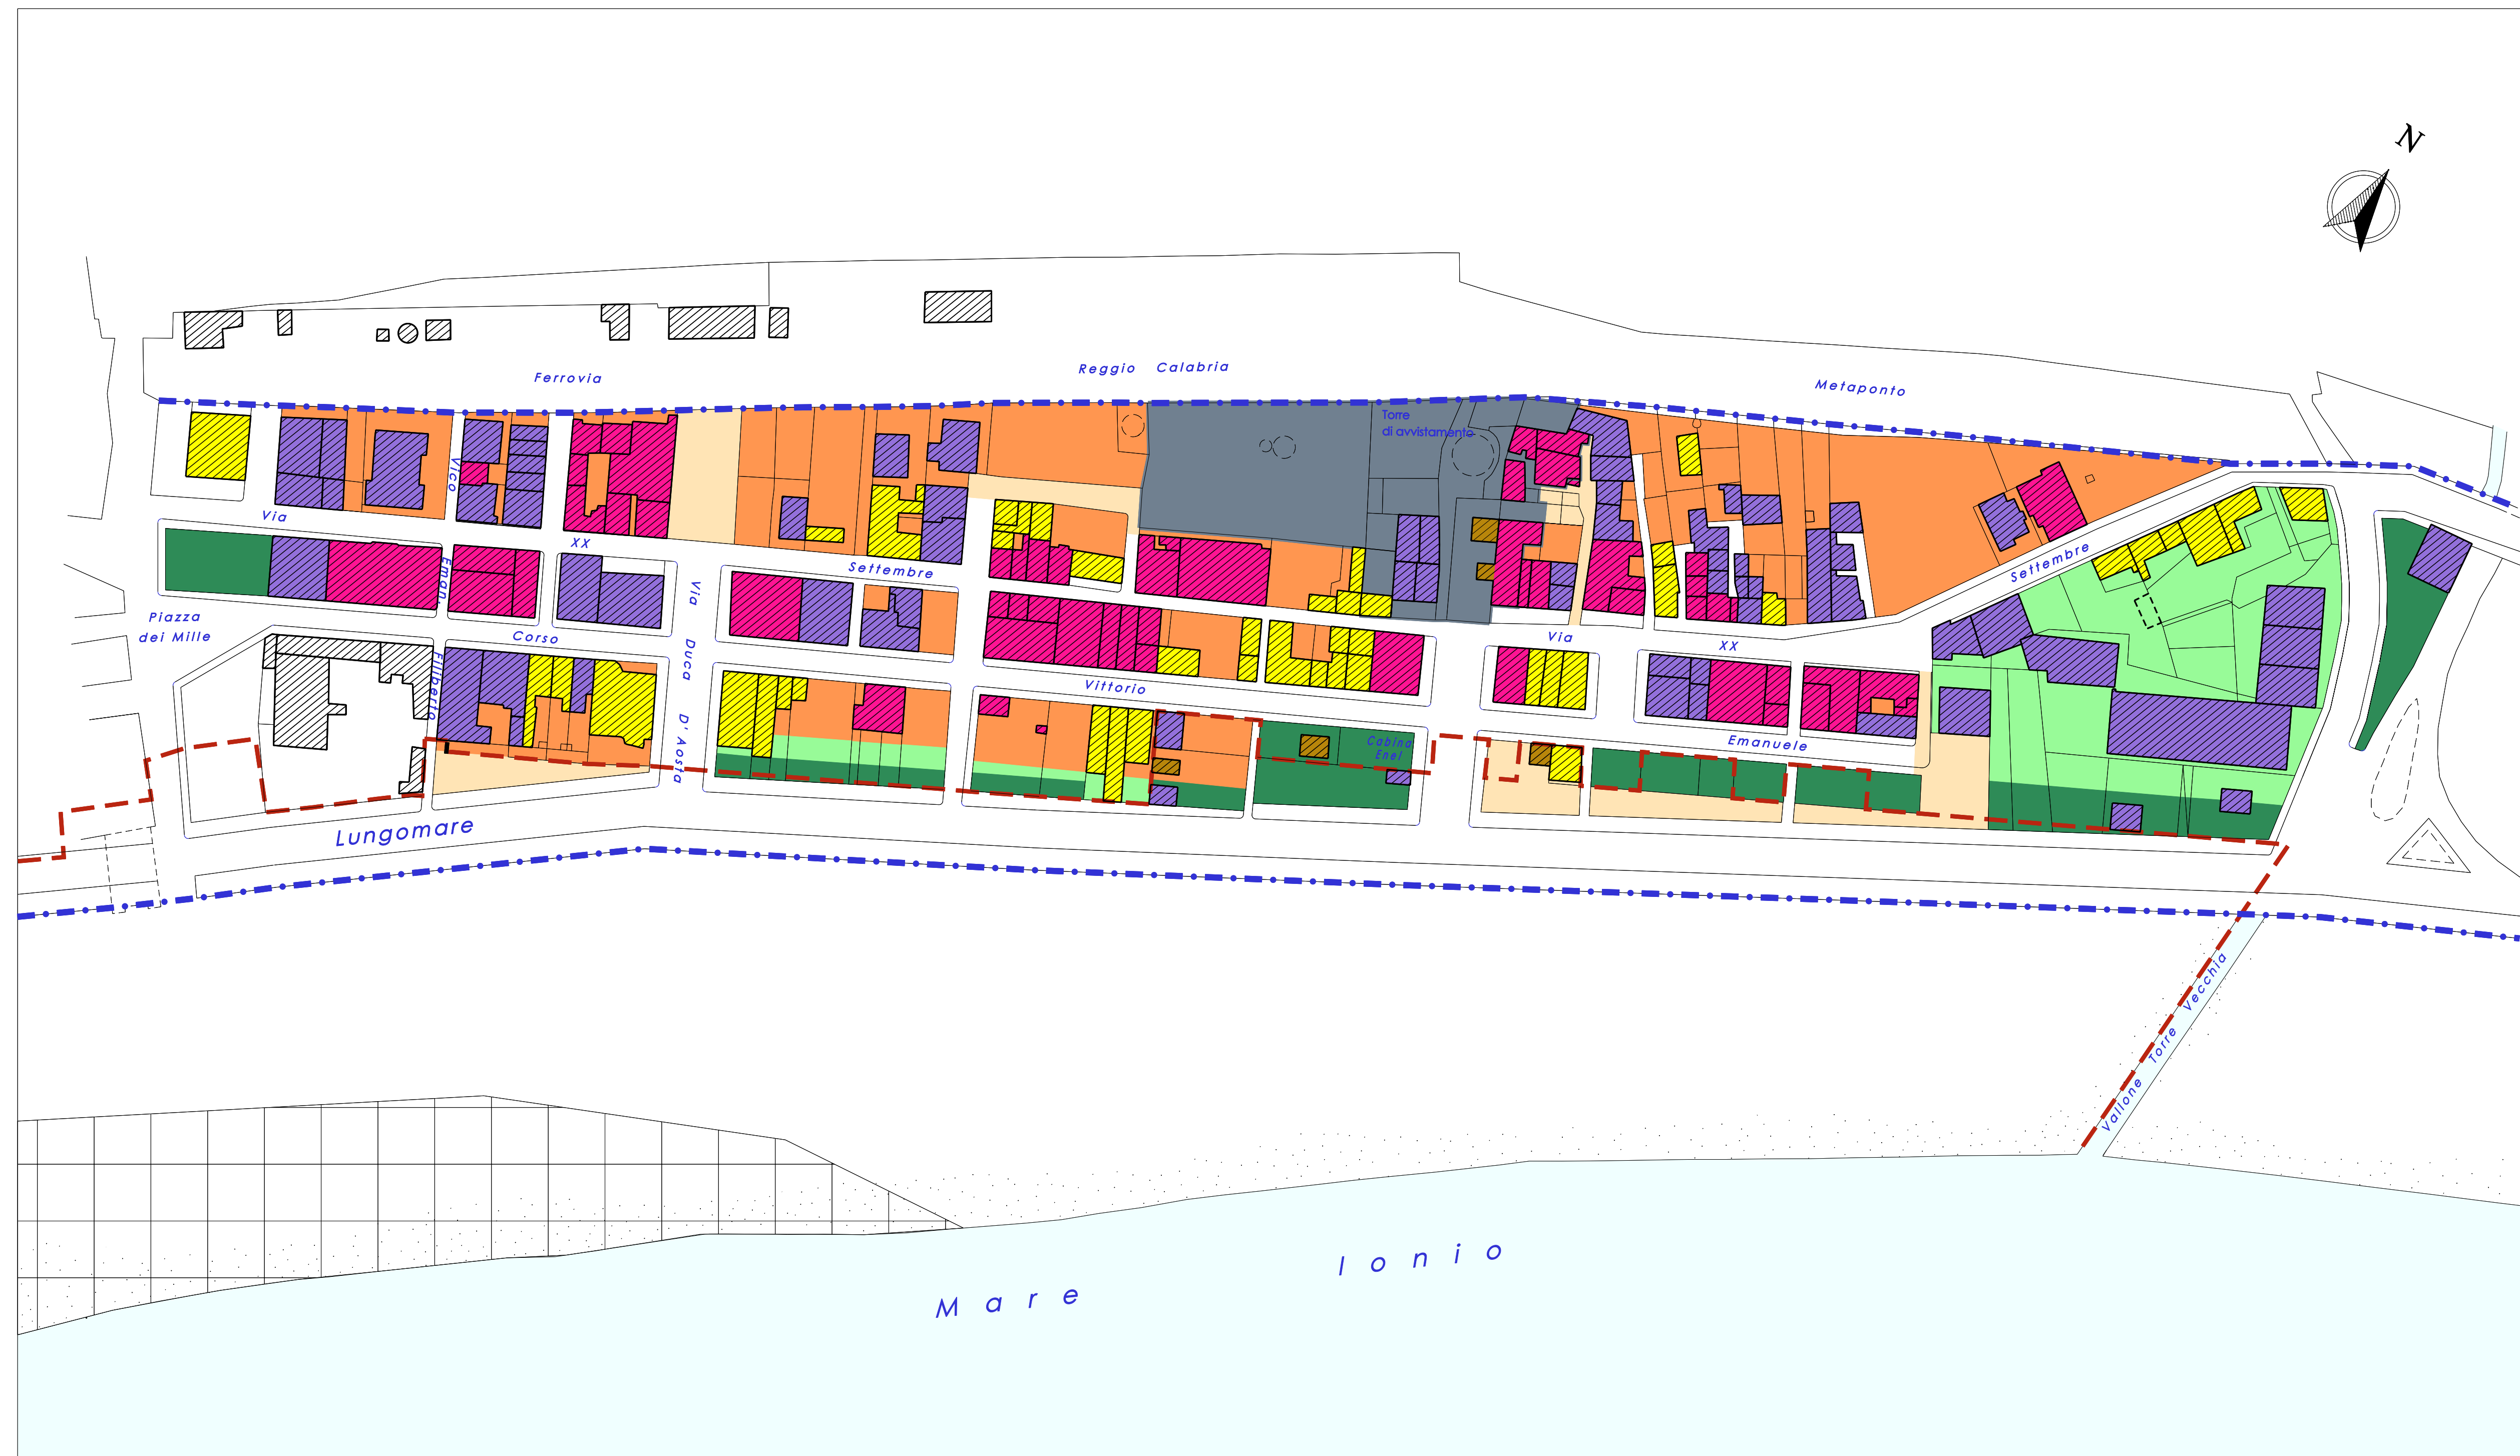 N
Ferrovia
Reggio Calabria
Metaponto
Torre
di avvistamento
Vico
Eman.
Filiberto
Via
XX
Settembre
Settembre
Piazza
dei Mille
Corso
Via
Duca
D'Aosta
Via
XX
Vittorio
Emanuele
Cabina
Enel
Lungomare
Vallone Torre Vecchia
Mare
Ionio